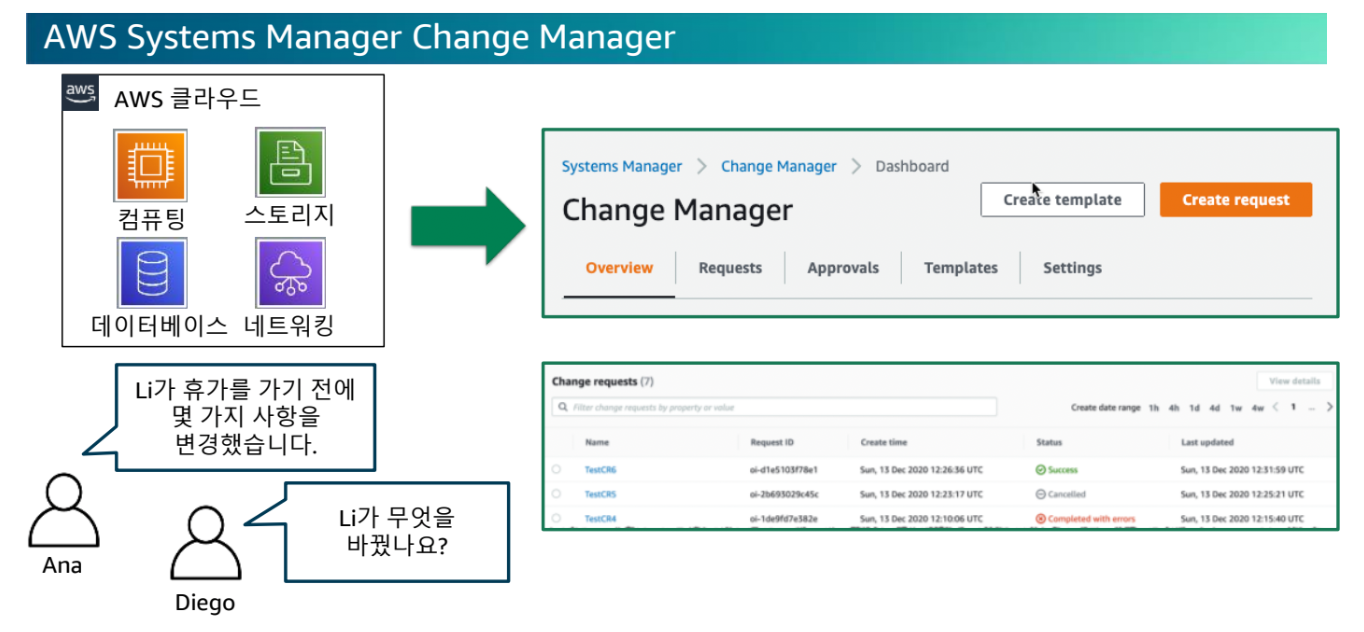 AWS Systems Manager Change Manager
aws
AWS 클라우드
컴퓨팅
스토리지
데이터베이스
네트워킹
Li가 휴가를 가기 전에
몇 가지 사항을
변경했습니다.
Ana
Li가 무엇을
바꿨나요?
Diego
Systems Manager > Change Manager > Dashboard
Change Manager
Create template
Create request
Overview
Requests
Approvals
Templates
Settings
Change requests (7)
View details
Filter change requests by property or value
Create date range 1h 4h 1d 4d 1w 4w < 1 ... >
Name Request ID Create time Status Last updated
TestCR6 oi-d1e5103f78e1 Sun, 13 Dec 2020 12:26:36 UTC Success Sun, 13 Dec 2020 12:31:59 UTC
TestCR5 oi-2b693029c45c Sun, 13 Dec 2020 12:23:17 UTC Cancelled Sun, 13 Dec 2020 12:25:21 UTC
TestCR4 oi-1de9fd7e382e Sun, 13 Dec 2020 12:10:06 UTC Completed with errors Sun, 13 Dec 2020 12:15:40 UTC